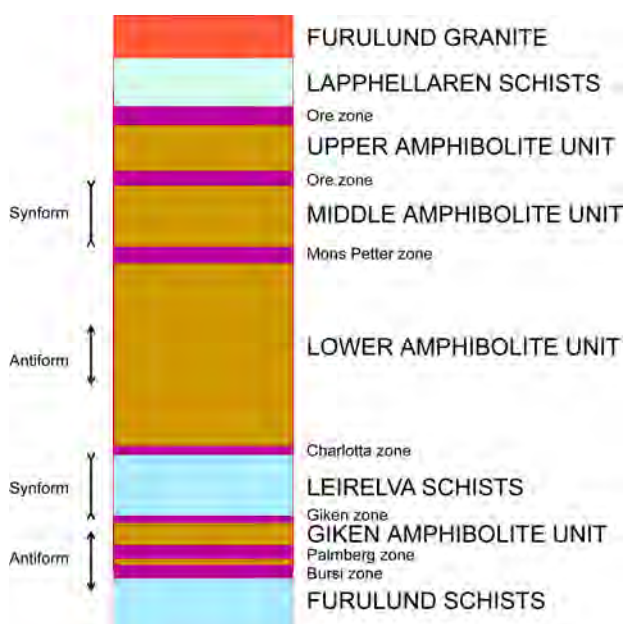 FURULUND GRANITE
LAPPHELLAREN SCHISTS
Ore zone
UPPER AMPHIBOLITE UNIT
Ore zone
Synform
MIDDLE AMPHIBOLITE UNIT
Mons Petter zone
Antiform
LOWER AMPHIBOLITE UNIT
Charlotta zone
Synform
LEIRELVA SCHISTS
Giken zone
GIKEN AMPHIBOLITE UNIT
Antiform
Palmberg zone
Bursi zone
FURULUND SCHISTS